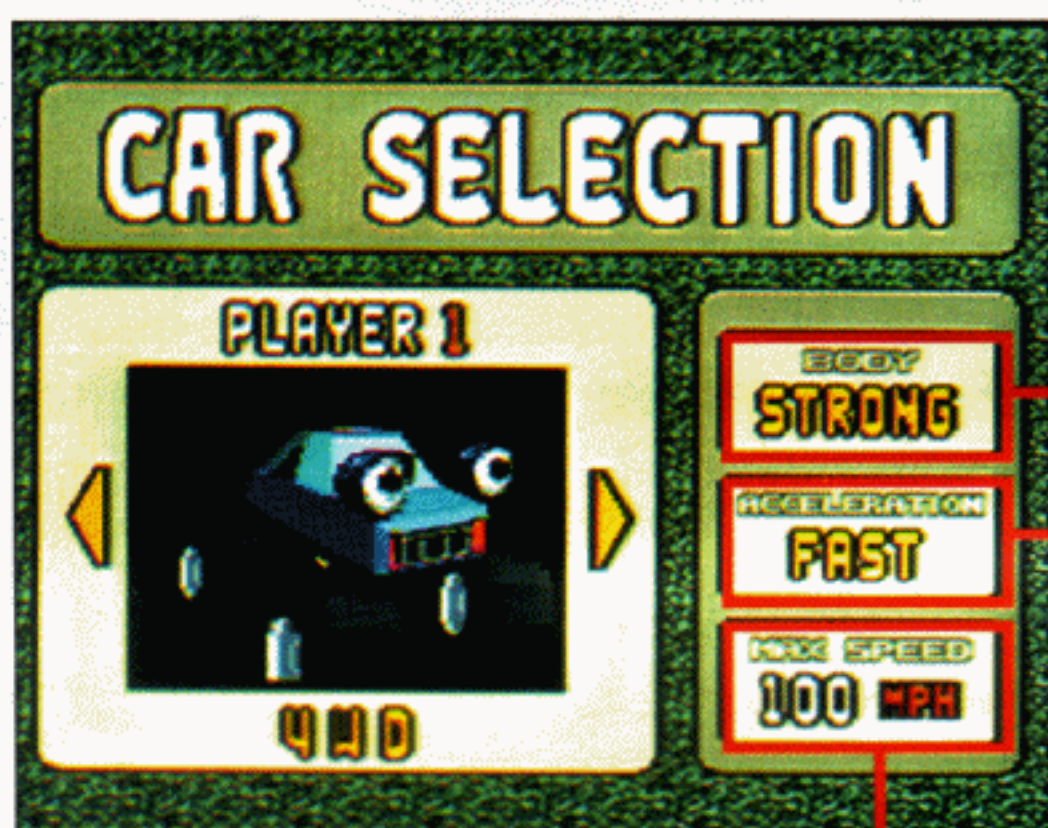 CAR SELECTION
PLAYER 1
4WD
BODY
STRONG
ACCELERATION
FAST
MAX SPEED
100 MPH